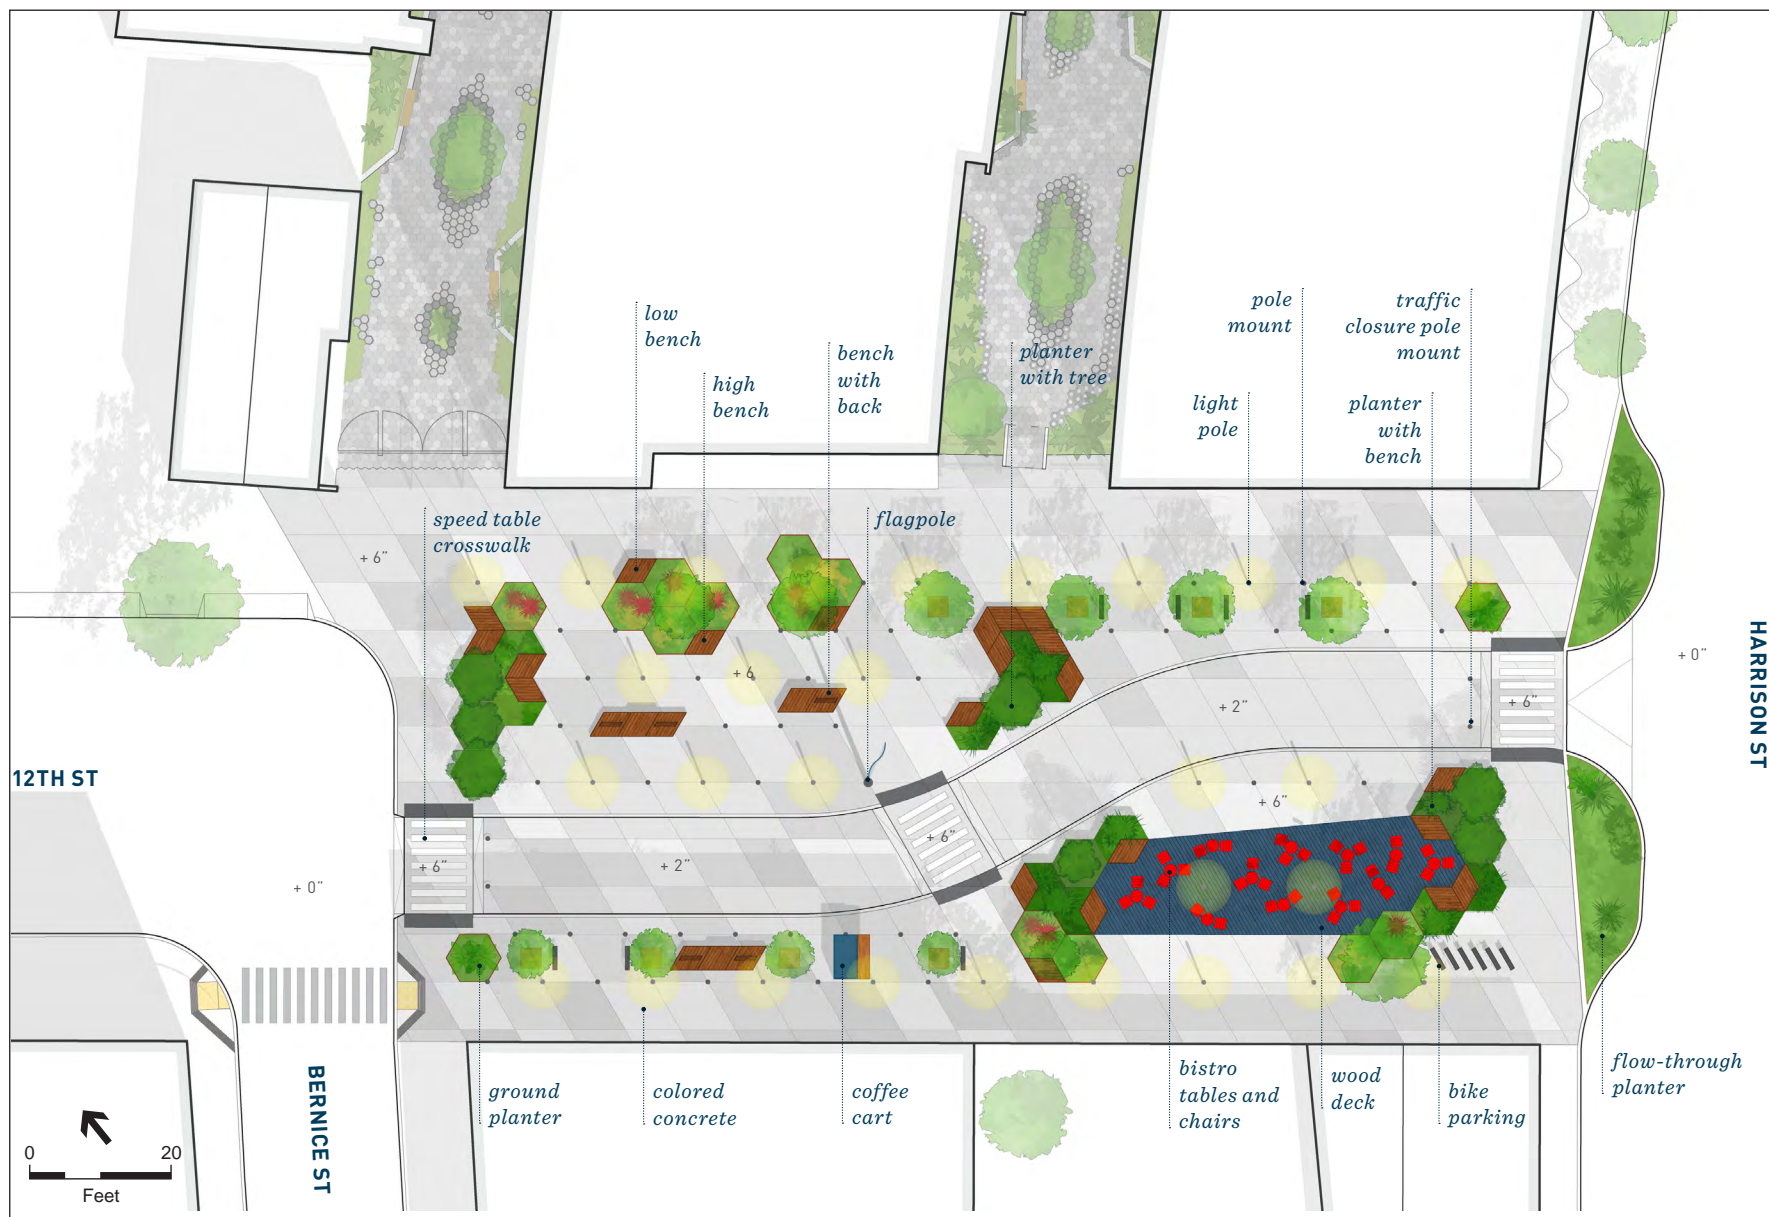 low
bench
high
bench
bench
with
back
planter
with tree
pole
mount
light
pole
traffic
closure pole
mount
planter
with
bench
speed table
crosswalk
flagpole
+ 6"
+ 6
+ 2"
+ 6"
+ 0"
HARRISON ST
12TH ST
+ 6"
+ 6"
+ 6"
+ 2"
+ 0"
BERNICE ST
ground
planter
colored
concrete
coffee
cart
bistro
tables and
chairs
wood
deck
bike
parking
flow-through
planter
0
20
Feet